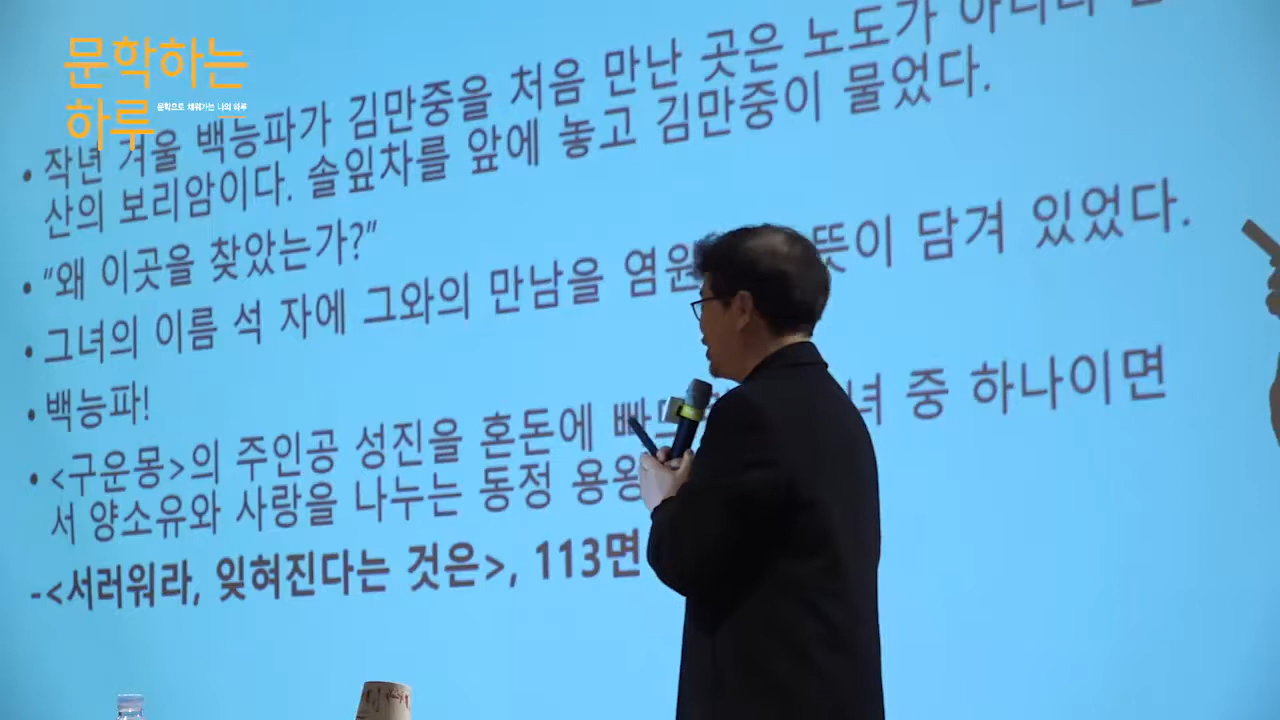 문학하는
하루 문학으로 채워가는 나의 하루
• 작년 겨울 백능파가 김만중을 처음 만난 곳은 노도가 아니라
산의 보리암이다. 솔잎차를 앞에 놓고 김만중이 물었다.
• “왜 이곳을 찾았는가?”
• 그녀의 이름 석 자에 그와의 만남을 염원 뜻이 담겨 있었다.
• 백능파!
• <구운몽>의 주인공 성진을 혼돈에 중 하나이면
서 양소유와 사랑을 나누는 동정 용왕
-<서러워라, 잊혀진다는 것은>, 113면